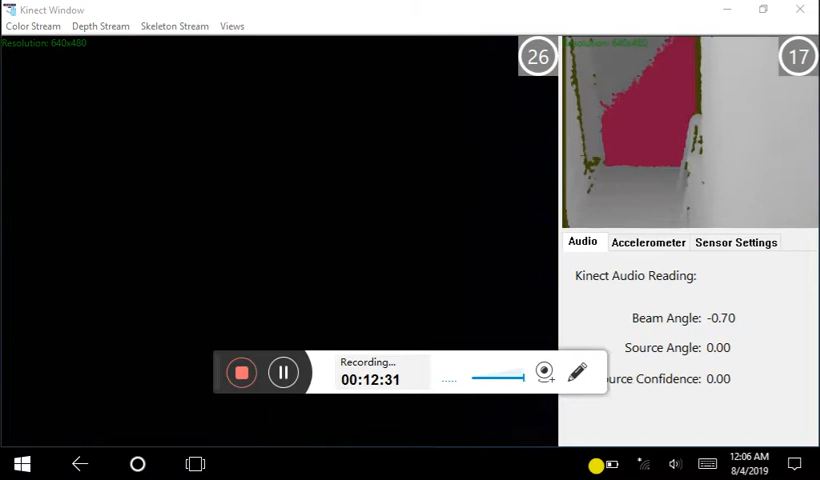 Kinect Window
Color Stream Depth Stream Skeleton Stream Views
Resolution: 640x480
26
Resolution: 640x480
17
Audio Accelerometer Sensor Settings
Kinect Audio Reading:
Beam Angle: -0.70
Source Angle: 0.00
ource Confidence: 0.00
Recording...
00:12:31
12:06 AM
8/4/2019